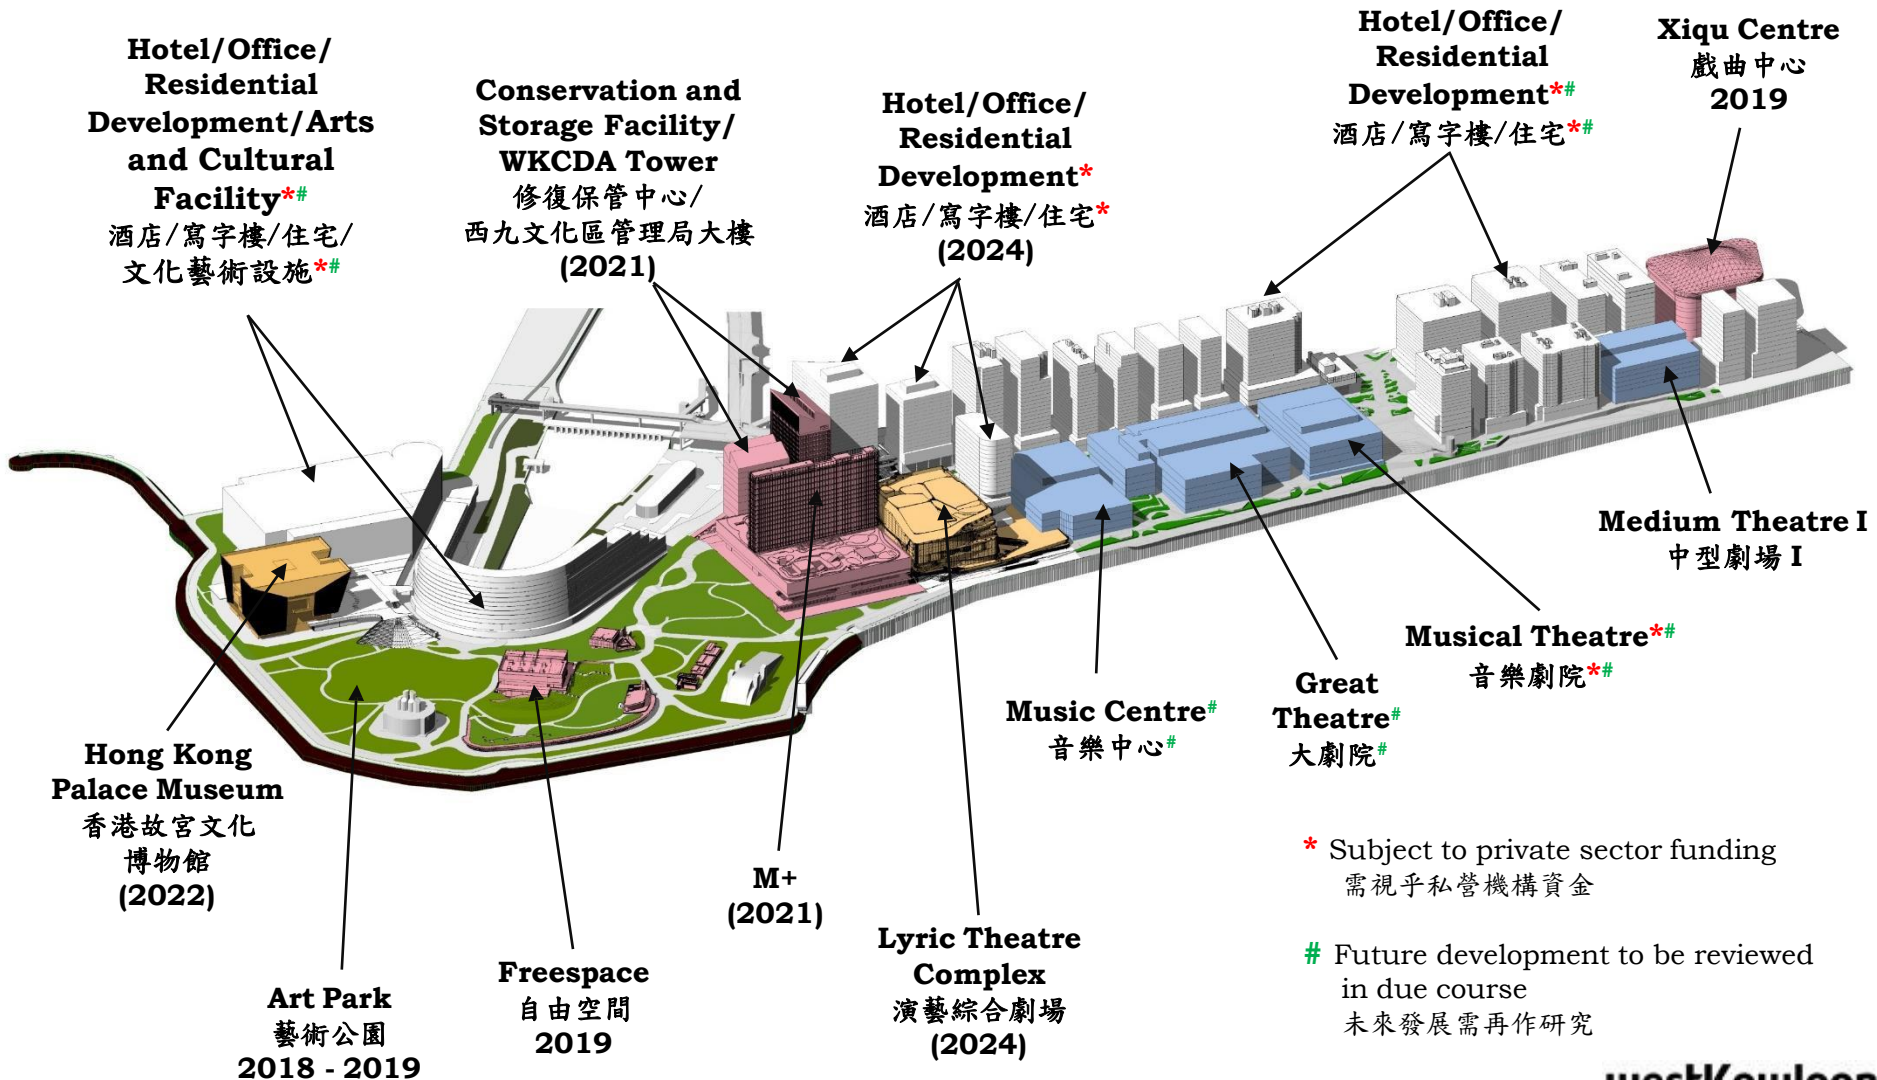 Hotel/Office/
Residential
Development/Arts
and Cultural
Facility*#
酒店/寫字樓/住宅/
文化藝術設施*#
Conservation and
Storage Facility/
WKCDA Tower
修復保管中心/
西九文化區管理局大樓
(2021)
Hotel/Office/
Residential
Development*
酒店/寫字樓/住宅*
(2024)
Hotel/Office/
Residential
Development*#
酒店/寫字樓/住宅*#
Xiqu Centre
戲曲中心
2019
Medium Theatre I
中型劇場 I
Musical Theatre*#
音樂劇院*#
Great
Theatre#
大劇院#
Music Centre#
音樂中心#
Hong Kong
Palace Museum
香港故宮文化
博物館
(2022)
M+
(2021)
Lyric Theatre
Complex
演藝綜合劇場
(2024)
Freespace
自由空間
2019
Art Park
藝術公園
2018 - 2019
* Subject to private sector funding
需視乎私營機構資金
# Future development to be reviewed
in due course
未來發展需再作研究
westKowloon